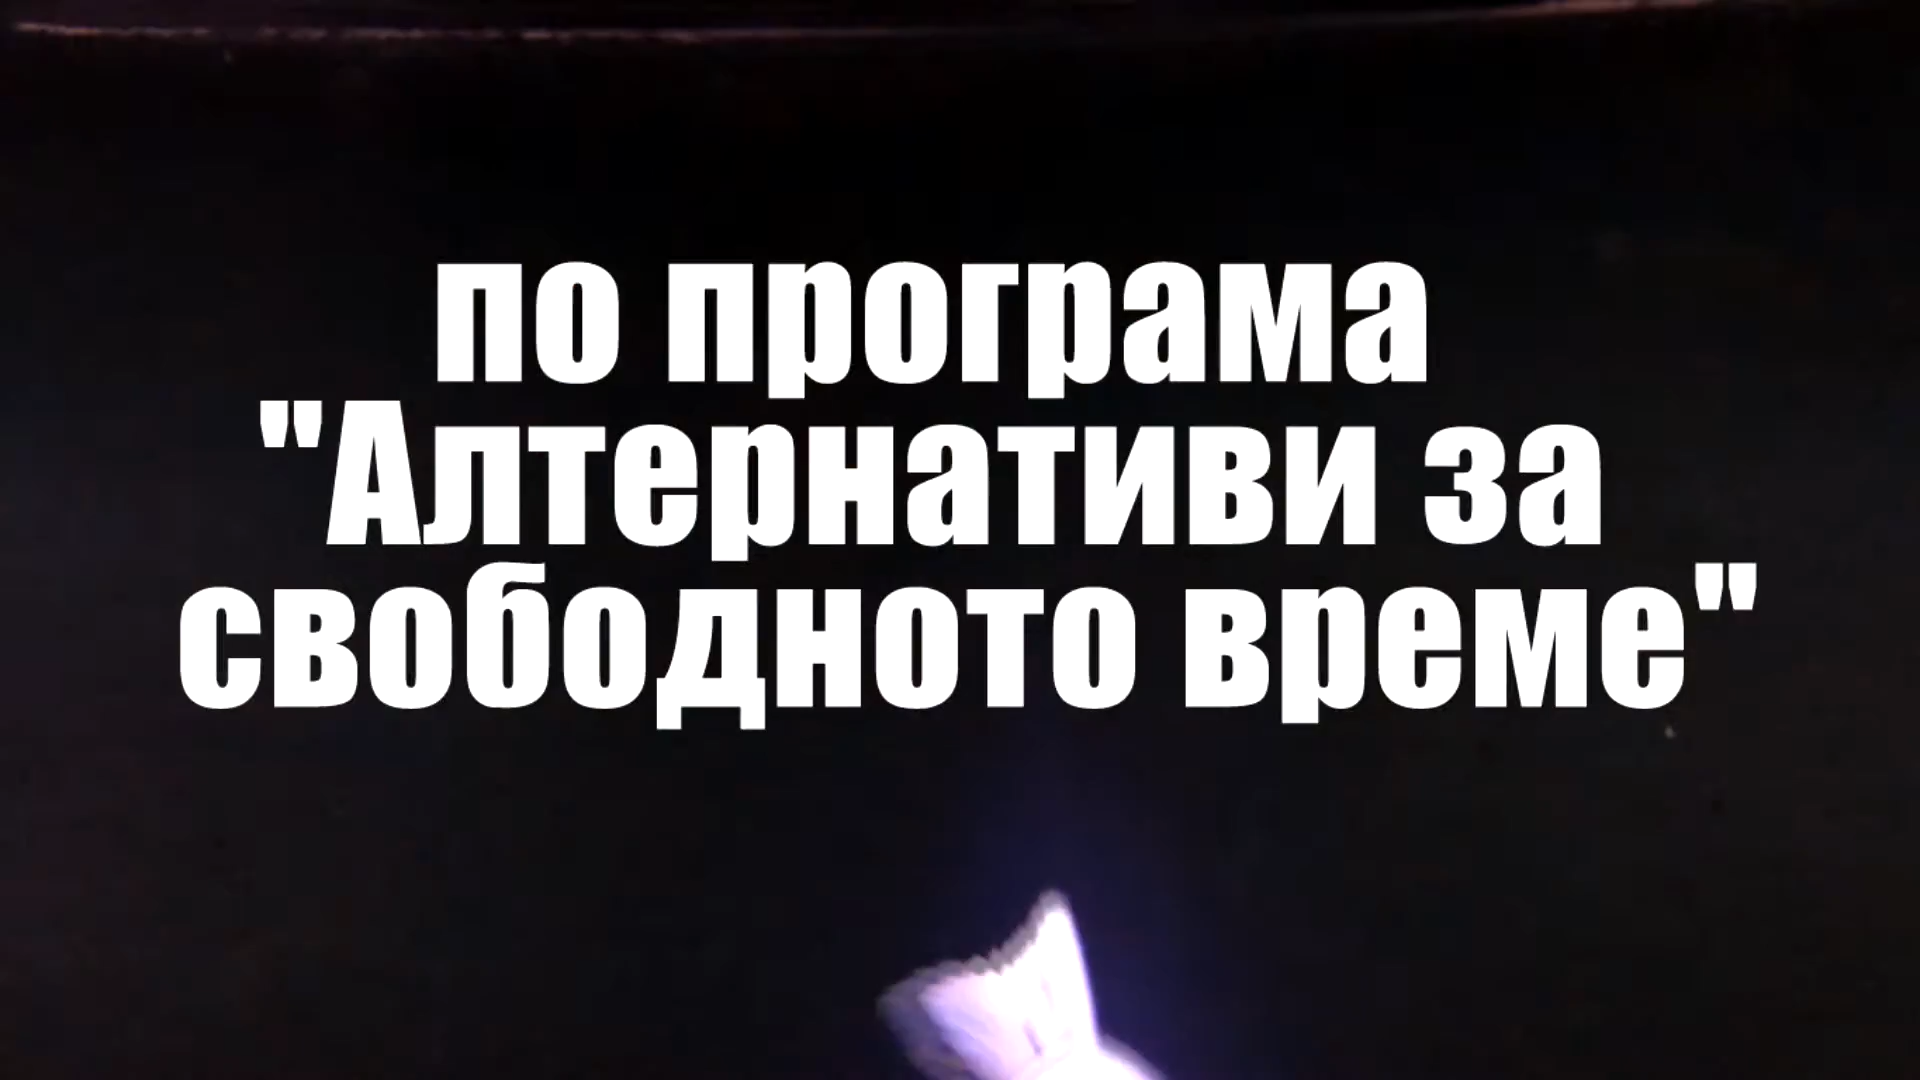 по програма
"Алтернативи за
свободното време"